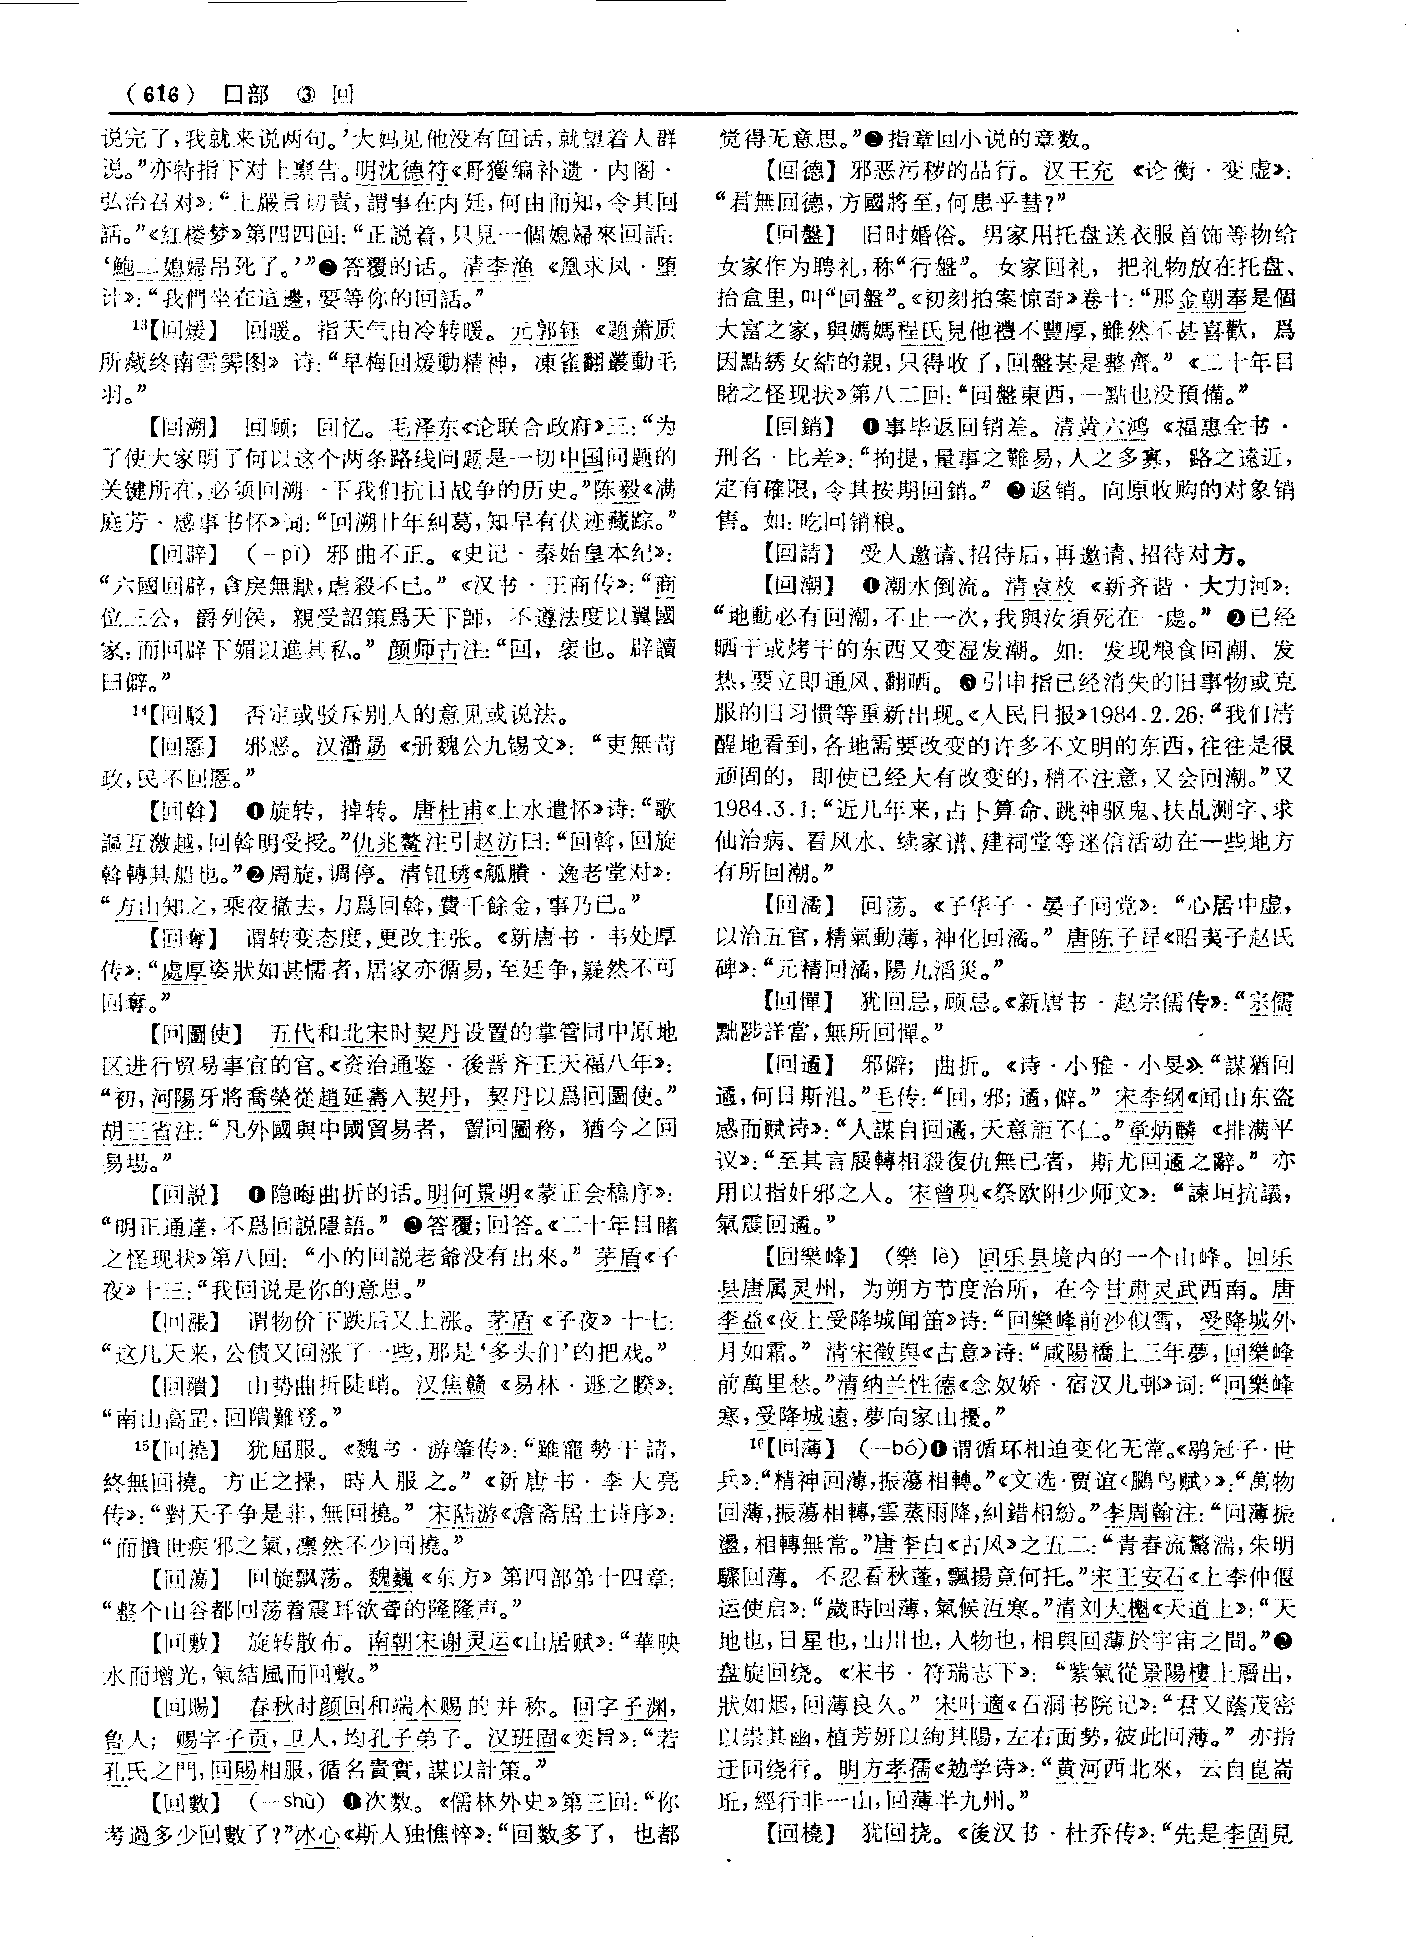 （616） 囗部 ③ 回
说完了，我就来说两句。’大妈见他没有回话，就望着人群
说。”亦特指下对上禀告。明沈德符《野獲编补遗·内阁·
弘治召对》：“上嚴旨切責，謂事在内廷，何由而知，令其回
話。”《红楼梦》第四四回：“正說着，只見一個媳婦來回話：
‘鮑二媳婦吊死了。’”❷答覆的话。清李渔《凰求凤·堕
计》：“我們坐在這邊，要等你的回話。”
13【回煖】 回暖。指天气由冷转暖。元郭钰《题萧质
所藏终南雪霁图》诗：“早梅回煖動精神，凍雀翻叢動毛
羽。”
【回溯】 回顾；回忆。毛泽东《论联合政府》三：“为
了使大家明了何以这个两条路线问题是一切中国问题的
关键所在，必须回溯一下我们抗日战争的历史。”陈毅《满
庭芳·感事书怀》词：“回溯廿年糾葛，知早有伏迹藏踪。”
【回辟】 （－pì）邪曲不正。《史记·秦始皇本纪》：
“六國回辟，貪戾無猒，虐殺不已。”《汉书·王商传》：“商
位三公，爵列侯，親受詔策爲天下師，不遵法度以翼國
家，而回辟下媚以進其私。”颜师古注：“回，衺也。辟讀
曰僻。”
14【回駁】 否定或驳斥别人的意见或说法。
【回慝】 邪恶。汉潘勗《册魏公九锡文》：“吏無苛
政，民不回慝。”
【回斡】 ❶旋转，掉转。唐杜甫《上水遣怀》诗：“歌
謳互激越，回斡明受授。”仇兆鳌注引赵汸曰：“回斡，回旋
斡轉其船也。”❷周旋，调停。清钮琇《觚賸·逸老堂对》：
“方山知之，乘夜撤去，力爲回斡，費千餘金，事乃已。”
【回奪】 谓转变态度，更改主张。《新唐书·韦处厚
传》：“處厚姿狀如甚懦者，居家亦循易，至廷争，嶷然不可
回奪。”
【回圖使】 五代和北宋时契丹设置的掌管同中原地
区进行贸易事宜的官。《资治通鉴·後晋齐王天福八年》：
“初，河陽牙將喬榮從趙延壽入契丹，契丹以爲回圖使。”
胡三省注：“凡外國與中國貿易者，置回圖務，猶今之回
易場。”
【回説】 ❶隐晦曲折的话。明何景明《蒙正会稿序》：
“明正通達，不爲回説隱語。”❷答覆；回答。《二十年目睹
之怪现状》第八回：“小的回説老爺没有出來。”茅盾《子
夜》十三：“我回说是你的意思。”
【回漲】 谓物价下跌后又上涨。茅盾《子夜》十七：
“这几天来，公债又回涨了一些，那是‘多头们’的把戏。”
【回隤】 山势曲折陡峭。汉焦赣《易林·遯之睽》：
“南山高罡，回隤難登。”
15【回撓】 犹屈服。《魏书·游肇传》：“雖寵勢干請，
終無回撓。方正之操，時人服之。”《新唐书·李大亮
传》：“對天子争是非，無回撓。”宋陆游《澹斋居士诗序》：
“而憤世疾邪之氣，凛然不少回撓。”
【回蕩】 回旋飘荡。魏巍《东方》第四部第十四章：
“整个山谷都回荡着震耳欲聋的隆隆声。”
【回敷】 旋转散布。南朝宋谢灵运《山居赋》：“華映
水而增光，氣結風而回敷。”
【回賜】 春秋时颜回和端木赐的并称。回字子渊，
鲁人；赐字子贡，卫人，均孔子弟子。汉班固《奕旨》：“若
孔氏之門，回賜相服，循名責實，謀以計策。”
【回數】 （－shù）❶次数。《儒林外史》第三回：“你
考過多少回數了？”冰心《斯人独憔悴》：“回数多了，也都
觉得无意思。”❷指章回小说的章数。
【回德】 邪恶污秽的品行。汉王充《论衡·变虚》：
“君無回德，方國將至，何患乎彗？”
【回盤】 旧时婚俗。男家用托盘送衣服首饰等物给
女家作为聘礼，称“行盤”。女家回礼，把礼物放在托盘、
抬盒里，叫“回盤”。《初刻拍案惊奇》卷十：“那金朝奉是個
大富之家，與媽媽程氏見他禮不豐厚，雖然不甚喜歡，爲
因點綉女結的親，只得收了，回盤甚是整齊。”《二十年目
睹之怪现状》第八二回：“回盤東西，一點也没預備。”
【回銷】 ❶事毕返回销差。清黄六鸿《福惠全书·
刑名·比差》：“拘提，量事之難易，人之多寡，路之遠近，
定有確限，令其按期回銷。”❷返销。向原收购的对象销
售。如：吃回销粮。
【回請】 受人邀请、招待后，再邀请、招待对方。
【回潮】 ❶潮水倒流。清袁枚《新齐谐·大力河》：
“地動必有回潮，不止一次，我與汝須死在一處。”❷已经
晒干或烤干的东西又变湿发潮。如：发现粮食回潮、发
热，要立即通风、翻晒。❸引申指已经消失的旧事物或克
服的旧习惯等重新出现。《人民日报》1984.2.26：“我们清
醒地看到，各地需要改变的许多不文明的东西，往往是很
顽固的，即使已经大有改变的，稍不注意，又会回潮。”又
1984.3.1：“近几年来，占卜算命、跳神驱鬼、扶乩测字、求
仙治病、看风水、续家谱、建祠堂等迷信活动在一些地方
有所回潮。”
【回潏】 回荡。《子华子·晏子问党》：“心居中虚，
以治五官，精氣動薄，神化回潏。”唐陈子昂《昭夷子赵氏
碑》：“元精回潏，陽九滔災。”
【回憚】 犹回忌，顾忌。《新唐书·赵宗儒传》：“宗儒
黜陟詳當，無所回憚。”
【回遹】 邪僻；曲折。《诗·小雅·小旻》：“謀猶回
遹，何日斯沮。”毛传：“回，邪；遹，僻。”宋李纲《闻山东盗
感而赋诗》：“人謀自回遹，天意詎不仁。”章炳麟《排满平
议》：“至其言展轉相殺復仇無已者，斯尤回遹之辭。”亦
用以指奸邪之人。宋曾巩《祭欧阳少师文》：“諫垣抗議，
氣震回遹。”
【回樂峰】 （樂 lè）回乐县境内的一个山峰。回乐
县唐属灵州，为朔方节度治所，在今甘肃灵武西南。唐
李益《夜上受降城闻笛》诗：“回樂峰前沙似雪，受降城外
月如霜。”清宋徵舆《古意》诗：“咸陽橋上三年夢，回樂峰
前萬里愁。”清纳兰性德《念奴娇·宿汉儿邨》词：“回樂峰
寒，受降城遠，夢向家山擾。”
16【回薄】 （－bó）❶谓循环相迫变化无常。《鹖冠子·世
兵》：“精神回薄，振蕩相轉。”《文选·贾谊〈鵩鸟赋〉》：“萬物
回薄，振蕩相轉，雲蒸雨降，糾錯相紛。”李周翰注：“回薄振
盪，相轉無常。”唐李白《古风》之五二：“青春流驚湍，朱明
驟回薄。不忍看秋蓬，飄揚竟何托。”宋王安石《上李仲偃
运使启》：“歲時回薄，氣候沍寒。”清刘大櫆《天道上》：“天
地也，日星也，山川也，人物也，相與回薄於宇宙之間。”❷
盘旋回绕。《宋书·符瑞志下》：“紫氣從景陽樓上層出，
狀如烟，回薄良久。”宋叶適《石洞书院记》：“君又蔭茂密
以崇其幽，植芳妍以絢其陽，左右面勢，彼此回薄。”亦指
迂回绕行。明方孝孺《勉学诗》：“黄河西北來，云自崑崙
丘，經行非一山，回薄半九州。”
【回橈】 犹回挠。《後汉书·杜乔传》：“先是李固見